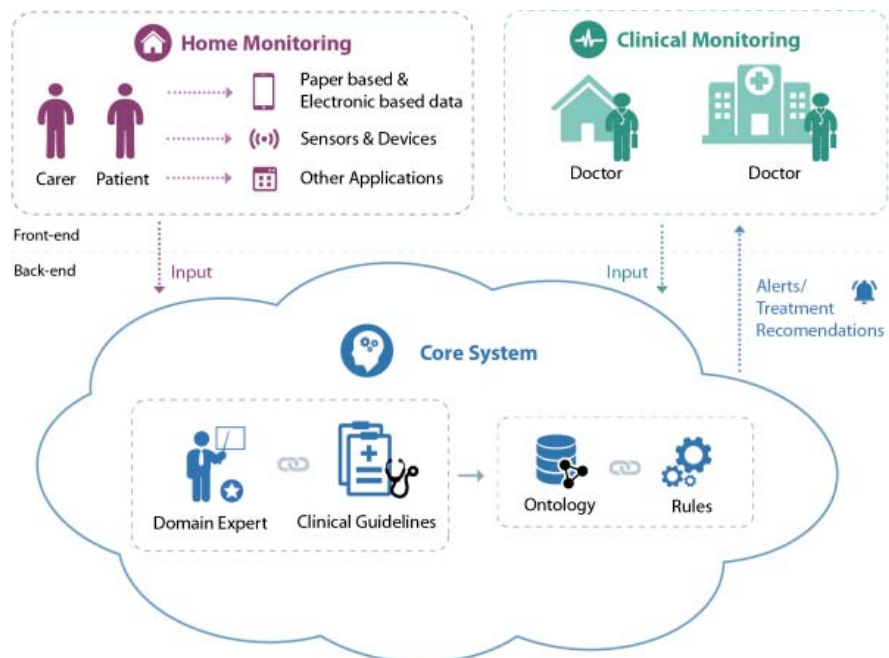 Home Monitoring
Paper based &
Electronic based data
Sensors & Devices
Carer
Patient
Other Applications
Clinical Monitoring
Doctor
Doctor
Front-end
Back-end
Input
Input
Alerts/
Treatment
Recomendations
Core System
Domain Expert
Clinical Guidelines
Ontology
Rules